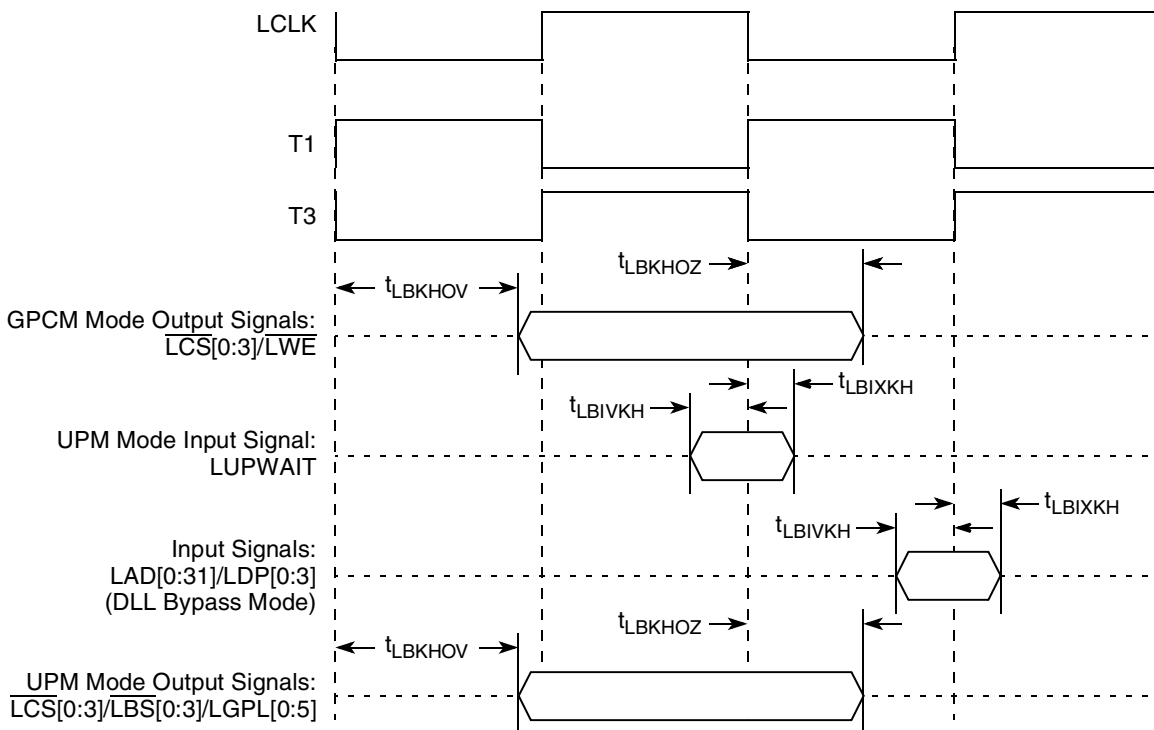 LCLK
T1
T3
tLBKHOZ
tLBKHOV
GPCM Mode Output Signals:
LCS[0:3]/LWE
tLBIXKH
tLBIVKH
UPM Mode Input Signal:
LUPWAIT
tLBIXKH
tLBIVKH
Input Signals:
LAD[0:31]/LDP[0:3]
(DLL Bypass Mode)
tLBKHOZ
tLBKHOV
UPM Mode Output Signals:
LCS[0:3]/LBS[0:3]/LGPL[0:5]